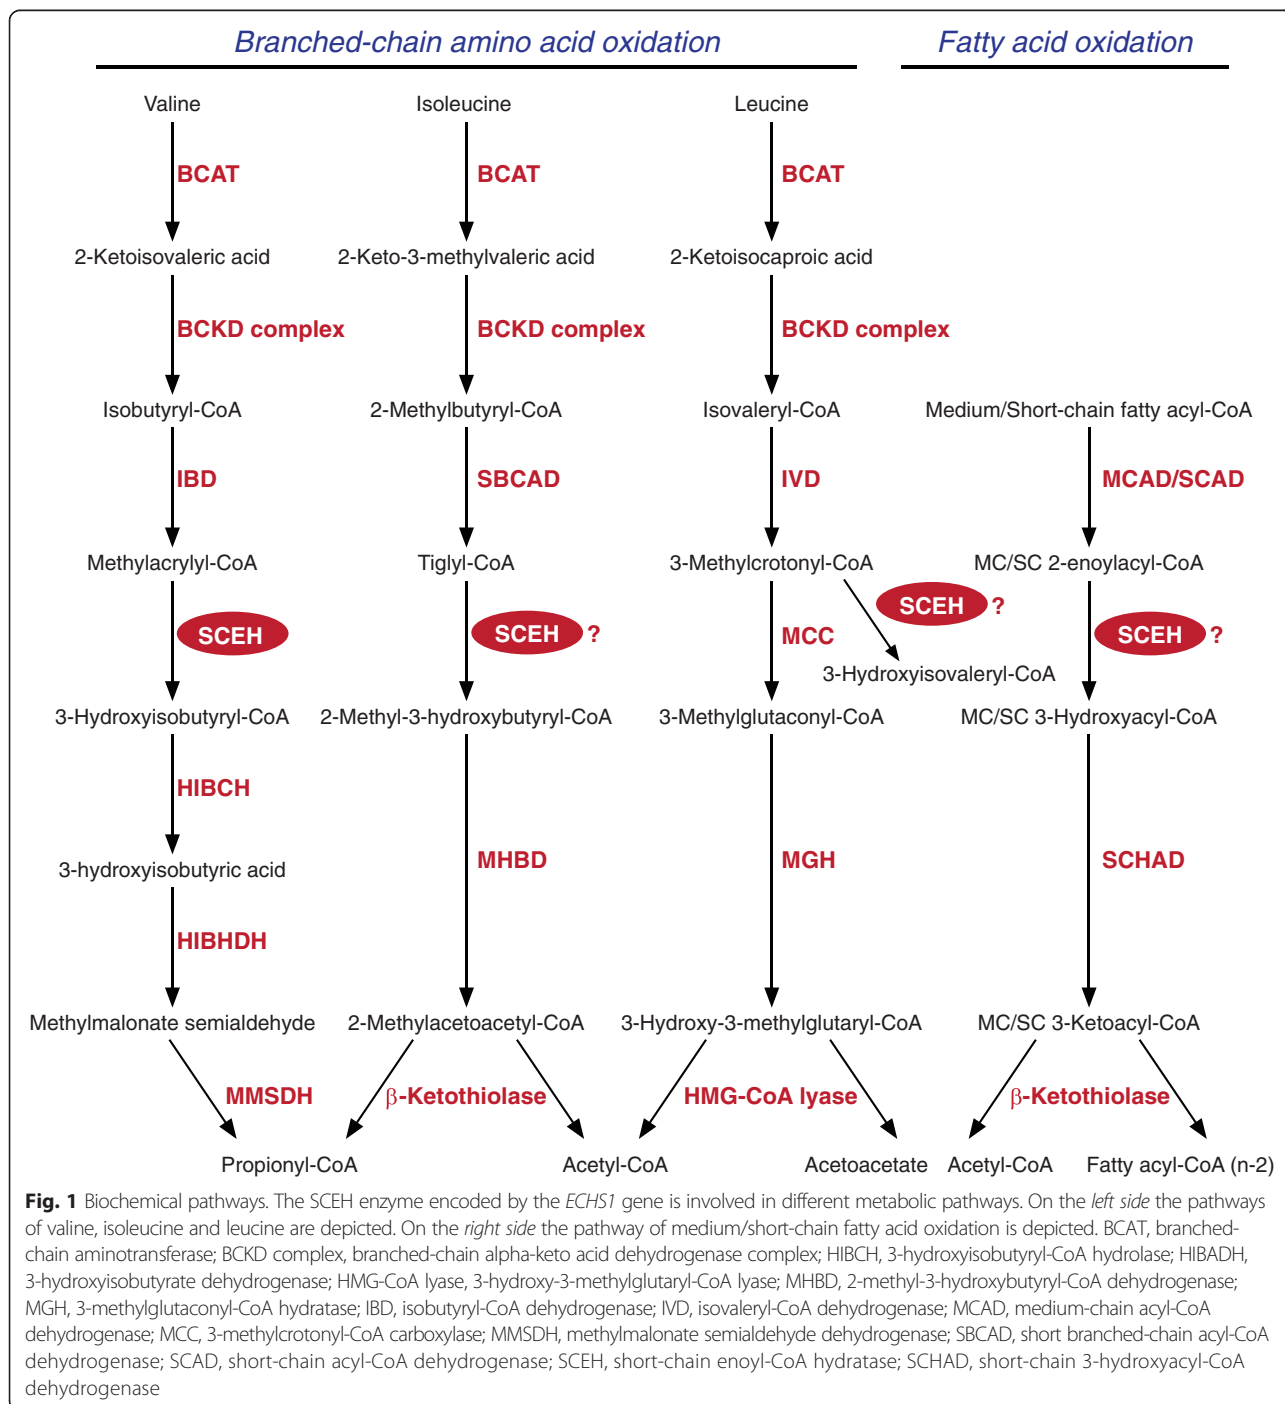 Branched-chain amino acid oxidation Fatty acid oxidation
Valine Isoleucine Leucine
BCAT BCAT BCAT
2-Ketoisovaleric acid 2-Keto-3-methylvaleric acid 2-Ketoisocaproic acid
BCKD complex BCKD complex BCKD complex
Isobutyryl-CoA 2-Methylbutyryl-CoA Isovaleryl-CoA Medium/Short-chain fatty acyl-CoA
IBD SBCAD IVD MCAD/SCAD
Methylacrylyl-CoA Tiglyl-CoA 3-Methylcrotonyl-CoA MC/SC 2-enoylacyl-CoA
SCEH ?
SCEH SCEH ? MCC SCEH ?
3-Hydroxyisovaleryl-CoA
3-Hydroxyisobutyryl-CoA 2-Methyl-3-hydroxybutyryl-CoA 3-Methylglutaconyl-CoA MC/SC 3-Hydroxyacyl-CoA
HIBCH
3-hydroxyisobutyric acid MHBD MGH SCHAD
HIBHDH
Methylmalonate semialdehyde 2-Methylacetoacetyl-CoA 3-Hydroxy-3-methylglutaryl-CoA MC/SC 3-Ketoacyl-CoA
MMSDH β-Ketothiolase HMG-CoA lyase β-Ketothiolase
Propionyl-CoA Acetyl-CoA Acetoacetate Acetyl-CoA Fatty acyl-CoA (n-2)
Fig. 1 Biochemical pathways. The SCEH enzyme encoded by the ECHS1 gene is involved in different metabolic pathways. On the left side the pathways
of valine, isoleucine and leucine are depicted. On the right side the pathway of medium/short-chain fatty acid oxidation is depicted. BCAT, branched-
chain aminotransferase; BCKD complex, branched-chain alpha-keto acid dehydrogenase complex; HIBCH, 3-hydroxyisobutyryl-CoA hydrolase; HIBADH,
3-hydroxyisobutyrate dehydrogenase; HMG-CoA lyase, 3-hydroxy-3-methylglutaryl-CoA lyase; MHBD, 2-methyl-3-hydroxybutyryl-CoA dehydrogenase;
MGH, 3-methylglutaconyl-CoA hydratase; IBD, isobutyryl-CoA dehydrogenase; IVD, isovaleryl-CoA dehydrogenase; MCAD, medium-chain acyl-CoA
dehydrogenase; MCC, 3-methylcrotonyl-CoA carboxylase; MMSDH, methylmalonate semialdehyde dehydrogenase; SBCAD, short branched-chain acyl-CoA
dehydrogenase; SCAD, short-chain acyl-CoA dehydrogenase; SCEH, short-chain enoyl-CoA hydratase; SCHAD, short-chain 3-hydroxyacyl-CoA
dehydrogenase